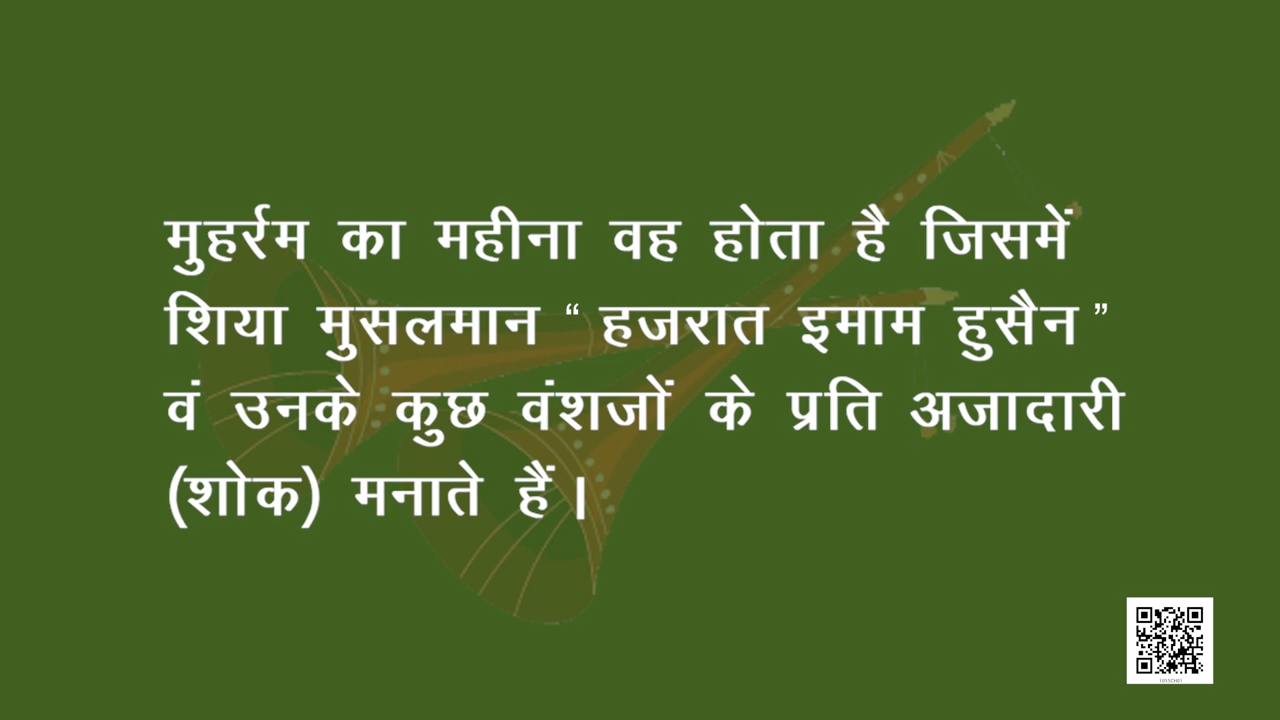 मुहर्रम का महीना वह होता है जिसमें
शिया मुसलमान “ हजरात इमाम हुसैन ”
वं उनके कुछ वंशजों के प्रति अजादारी
(शोक) मनाते हैं।